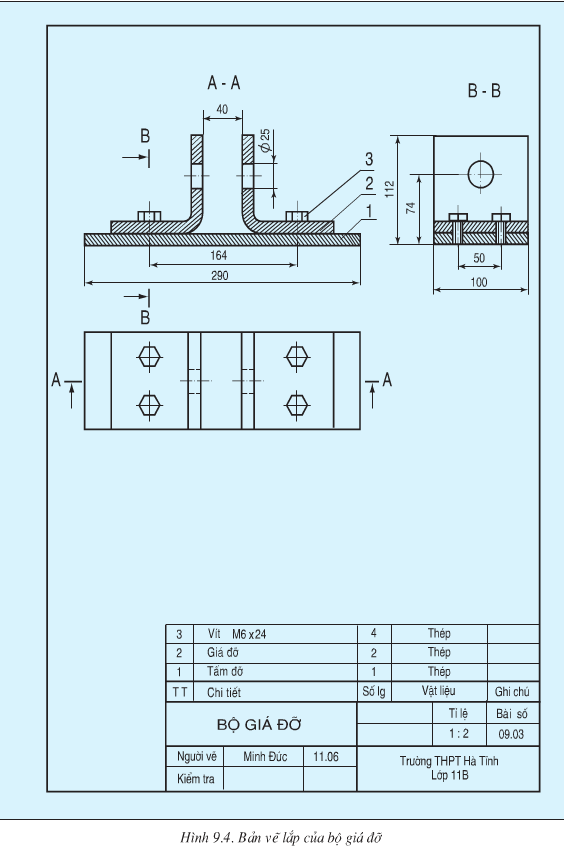 A - A
B - B
40
B
ϕ 25
3
2
1
112
74
164
290
50
100
B
A
A
3 Vít M6 x 24 4 Thép
2 Giá đỡ 2 Thép
1 Tấm đỡ 1 Thép
T T Chi tiết Số lg Vật liệu Ghi chú
BỘ GIÁ ĐỠ
Tỉ lệ Bài số
1 : 2 09.03
Người vẽ Minh Đức 11.06
Kiểm tra
Trường THPT Hà Tĩnh
Lớp 11B
Hình 9.4. Bản vẽ lắp của bộ giá đỡ